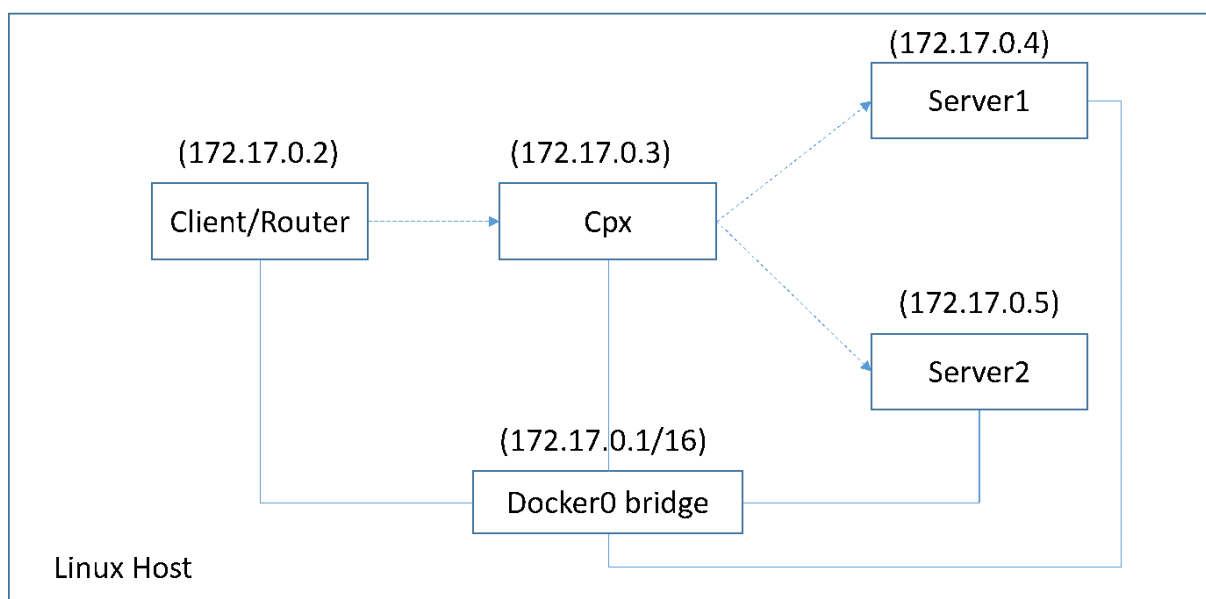 (172.17.0.4)
Server1
(172.17.0.2)
(172.17.0.3)
Client/Router
Cpx
(172.17.0.5)
Server2
(172.17.0.1/16)
Docker0 bridge
Linux Host